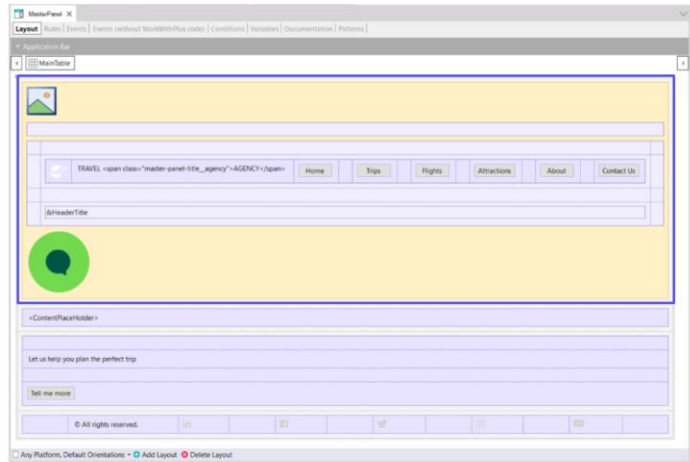 MasterPanel X
Layout | Rules | Events | Events (without WorkWithPlus code) | Conditions | Variables | Documentation | Patterns |
Application Bar
MainTable
TRAVEL <span class="master-panel-title__agency">AGENCY</span> Home Trips Flights Attractions About Contact Us
&HeaderTitle
<ContentPlaceHolder>
Let us help you plan the perfect trip
Tell me more
© All rights reserved. in
Any Platform, Default Orientations Add Layout Delete Layout